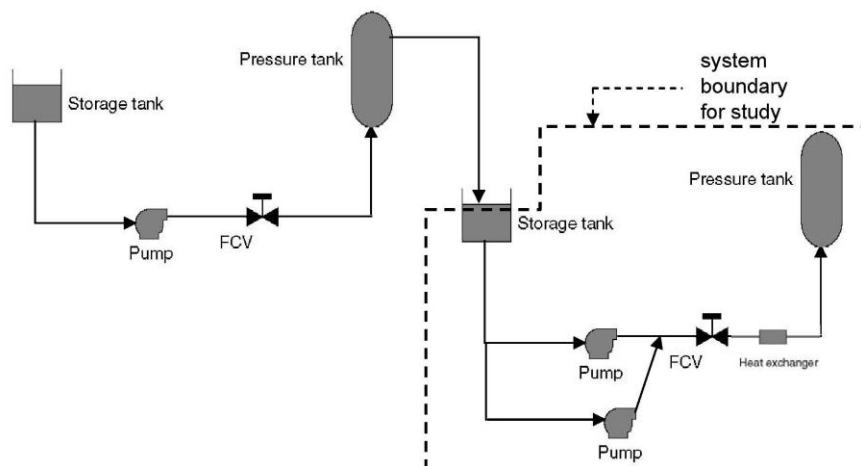 Pressure tank
Storage tank
Pump
FCV
system
boundary
for study
Pressure tank
Storage tank
Pump
FCV
Heat exchanger
Pump